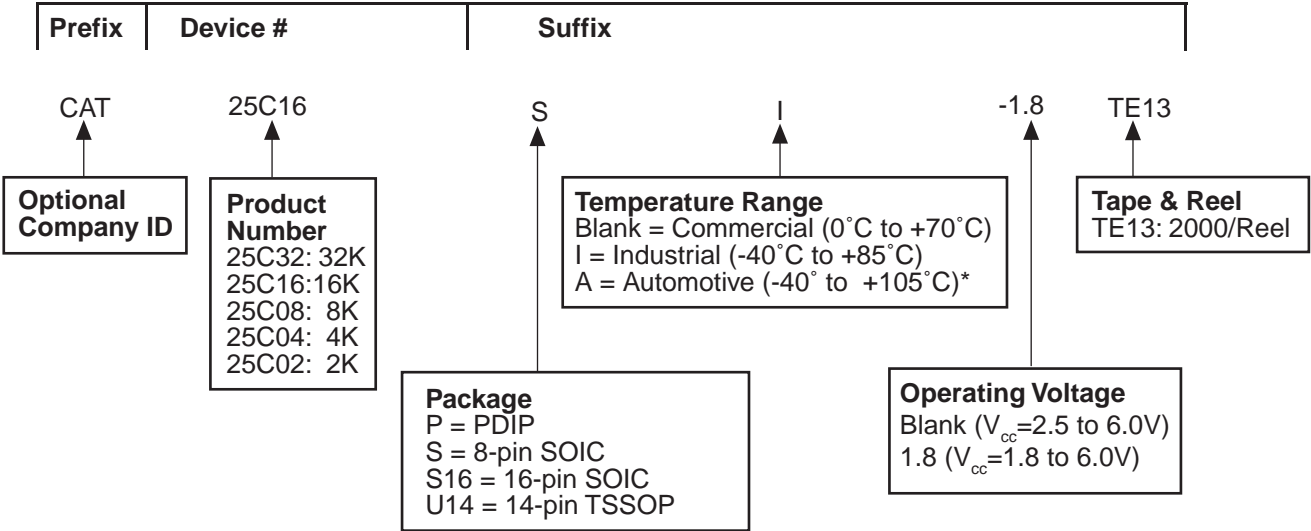 Prefix Device # Suffix
CAT 25C16 S I -1.8 TE13
Optional
Company ID
Product
Number
25C32: 32K
25C16:16K
25C08: 8K
25C04: 4K
25C02: 2K
Temperature Range
Blank = Commercial (0˚C to +70˚C)
I = Industrial (-40˚C to +85˚C)
A = Automotive (-40˚ to +105˚C)*
Tape & Reel
TE13: 2000/Reel
Package
P = PDIP
S = 8-pin SOIC
S16 = 16-pin SOIC
U14 = 14-pin TSSOP
Operating Voltage
Blank (Vcc=2.5 to 6.0V)
1.8 (Vcc=1.8 to 6.0V)